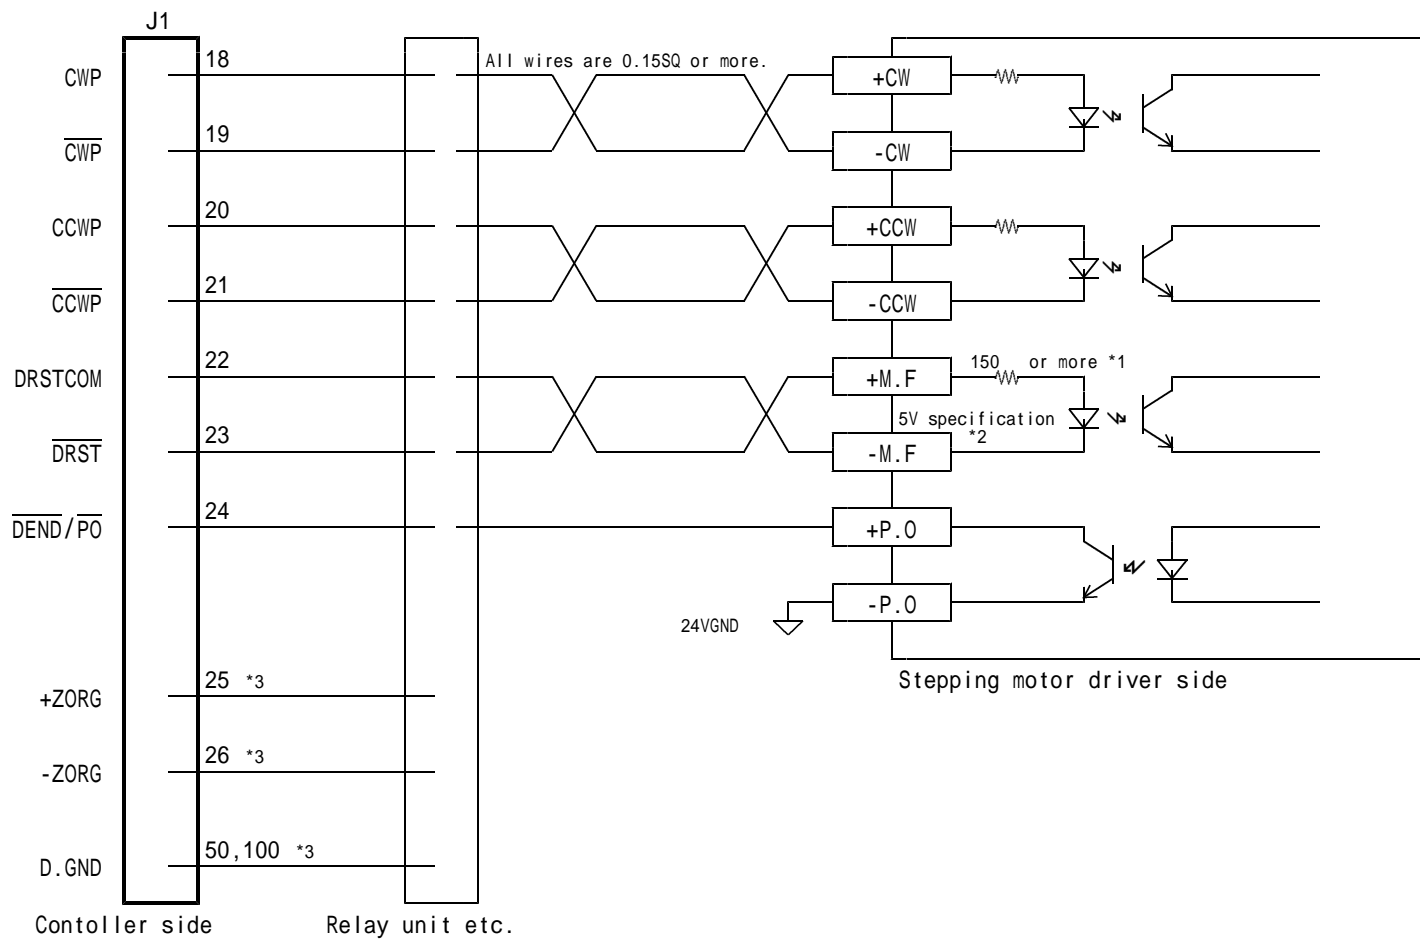 J1
CWP 18 All wires are 0.15SQ or more. +CW
CWP 19 -CW
CCWP 20 +CCW
CCWP 21 -CCW
DRSTCOM 22 +M.F 150 or more *1
5V specification
*2
DRST 23 -M.F
DEND/PO 24 +P.O
24VGND -P.O
Stepping motor driver side
+ZORG 25 *3
-ZORG 26 *3
D.GND 50,100 *3
Contoller side Relay unit etc.